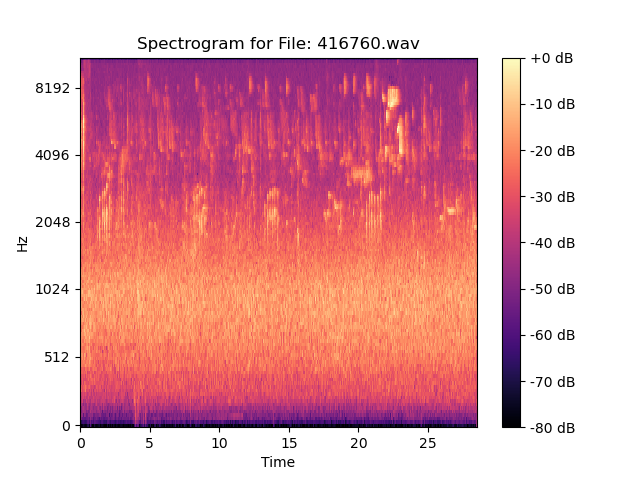 Spectrogram for File: 416760.wav
Hz
8192
4096
2048
1024
512
0
0 5 10 15 20 25
Time
+0 dB
-10 dB
-20 dB
-30 dB
-40 dB
-50 dB
-60 dB
-70 dB
-80 dB